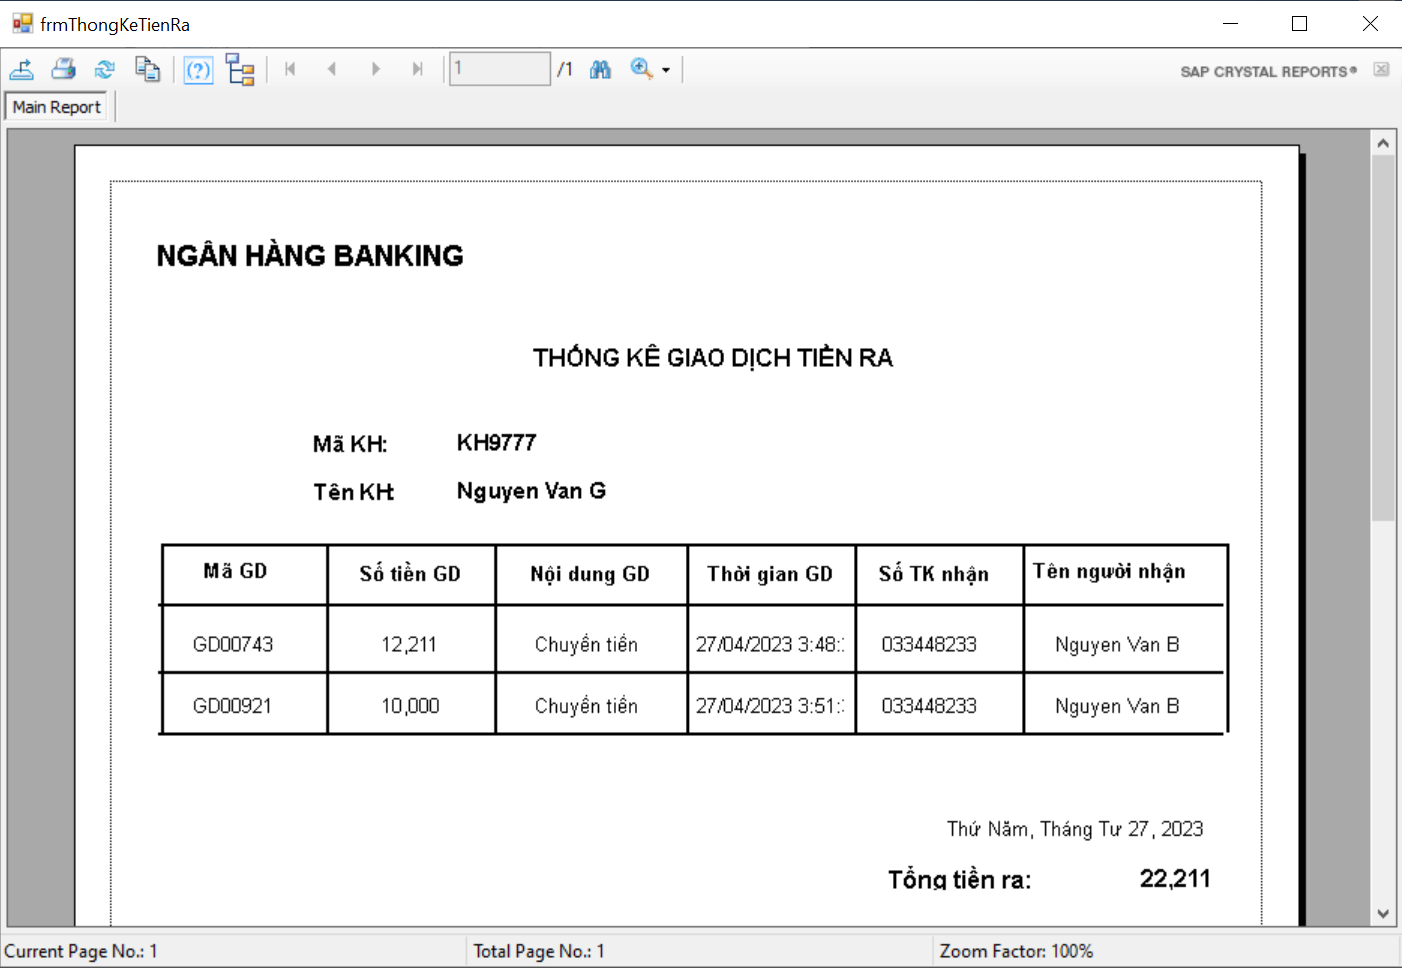 frmThongKeTienRa
1 /1
SAP CRYSTAL REPORTS®
Main Report
NGÂN HÀNG BANKING
THỐNG KÊ GIAO DỊCH TIỀN RA
Mã KH: KH9777
Tên KH: Nguyen Van G
Mã GD Số tiền GD Nội dung GD Thời gian GD Số TK nhận Tên người nhận
GD00743 12,211 Chuyển tiền 27/04/2023 3:48: 033448233 Nguyen Van B
GD00921 10,000 Chuyển tiền 27/04/2023 3:51: 033448233 Nguyen Van B
Thứ Năm, Tháng Tư 27, 2023
Tổng tiền ra: 22,211
Current Page No.: 1 Total Page No.: 1 Zoom Factor: 100%